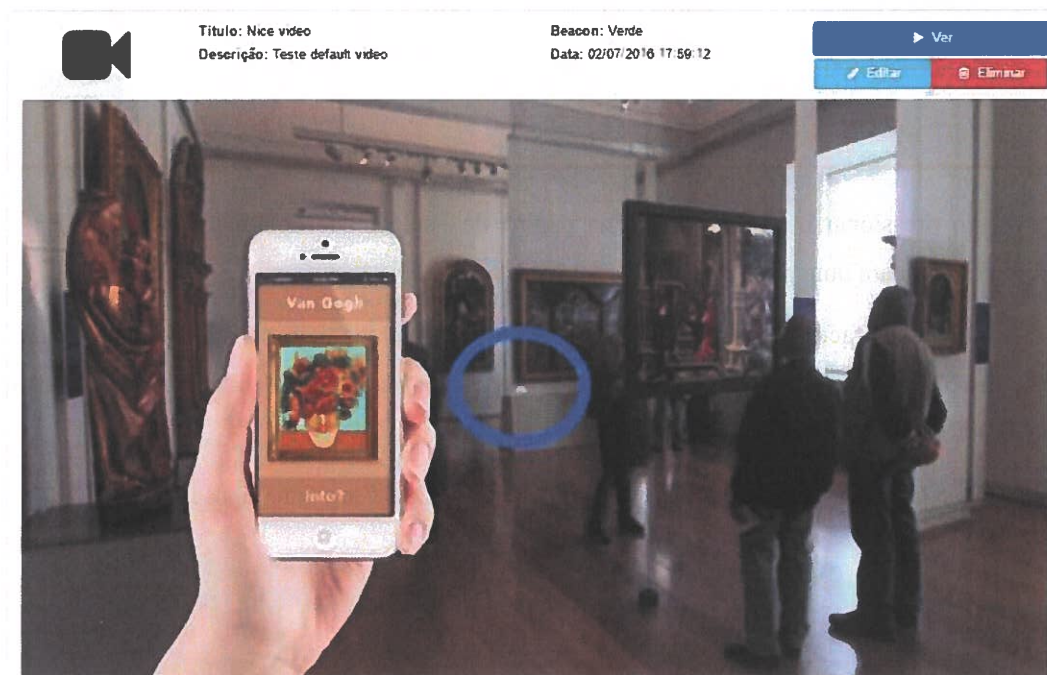 Título: Nice video
Descrição: Teste default video
Beacon: Verde
Data: 02/07/2016 17:59:12
Ver
Editar
Eliminar
Van Gogh
Info?